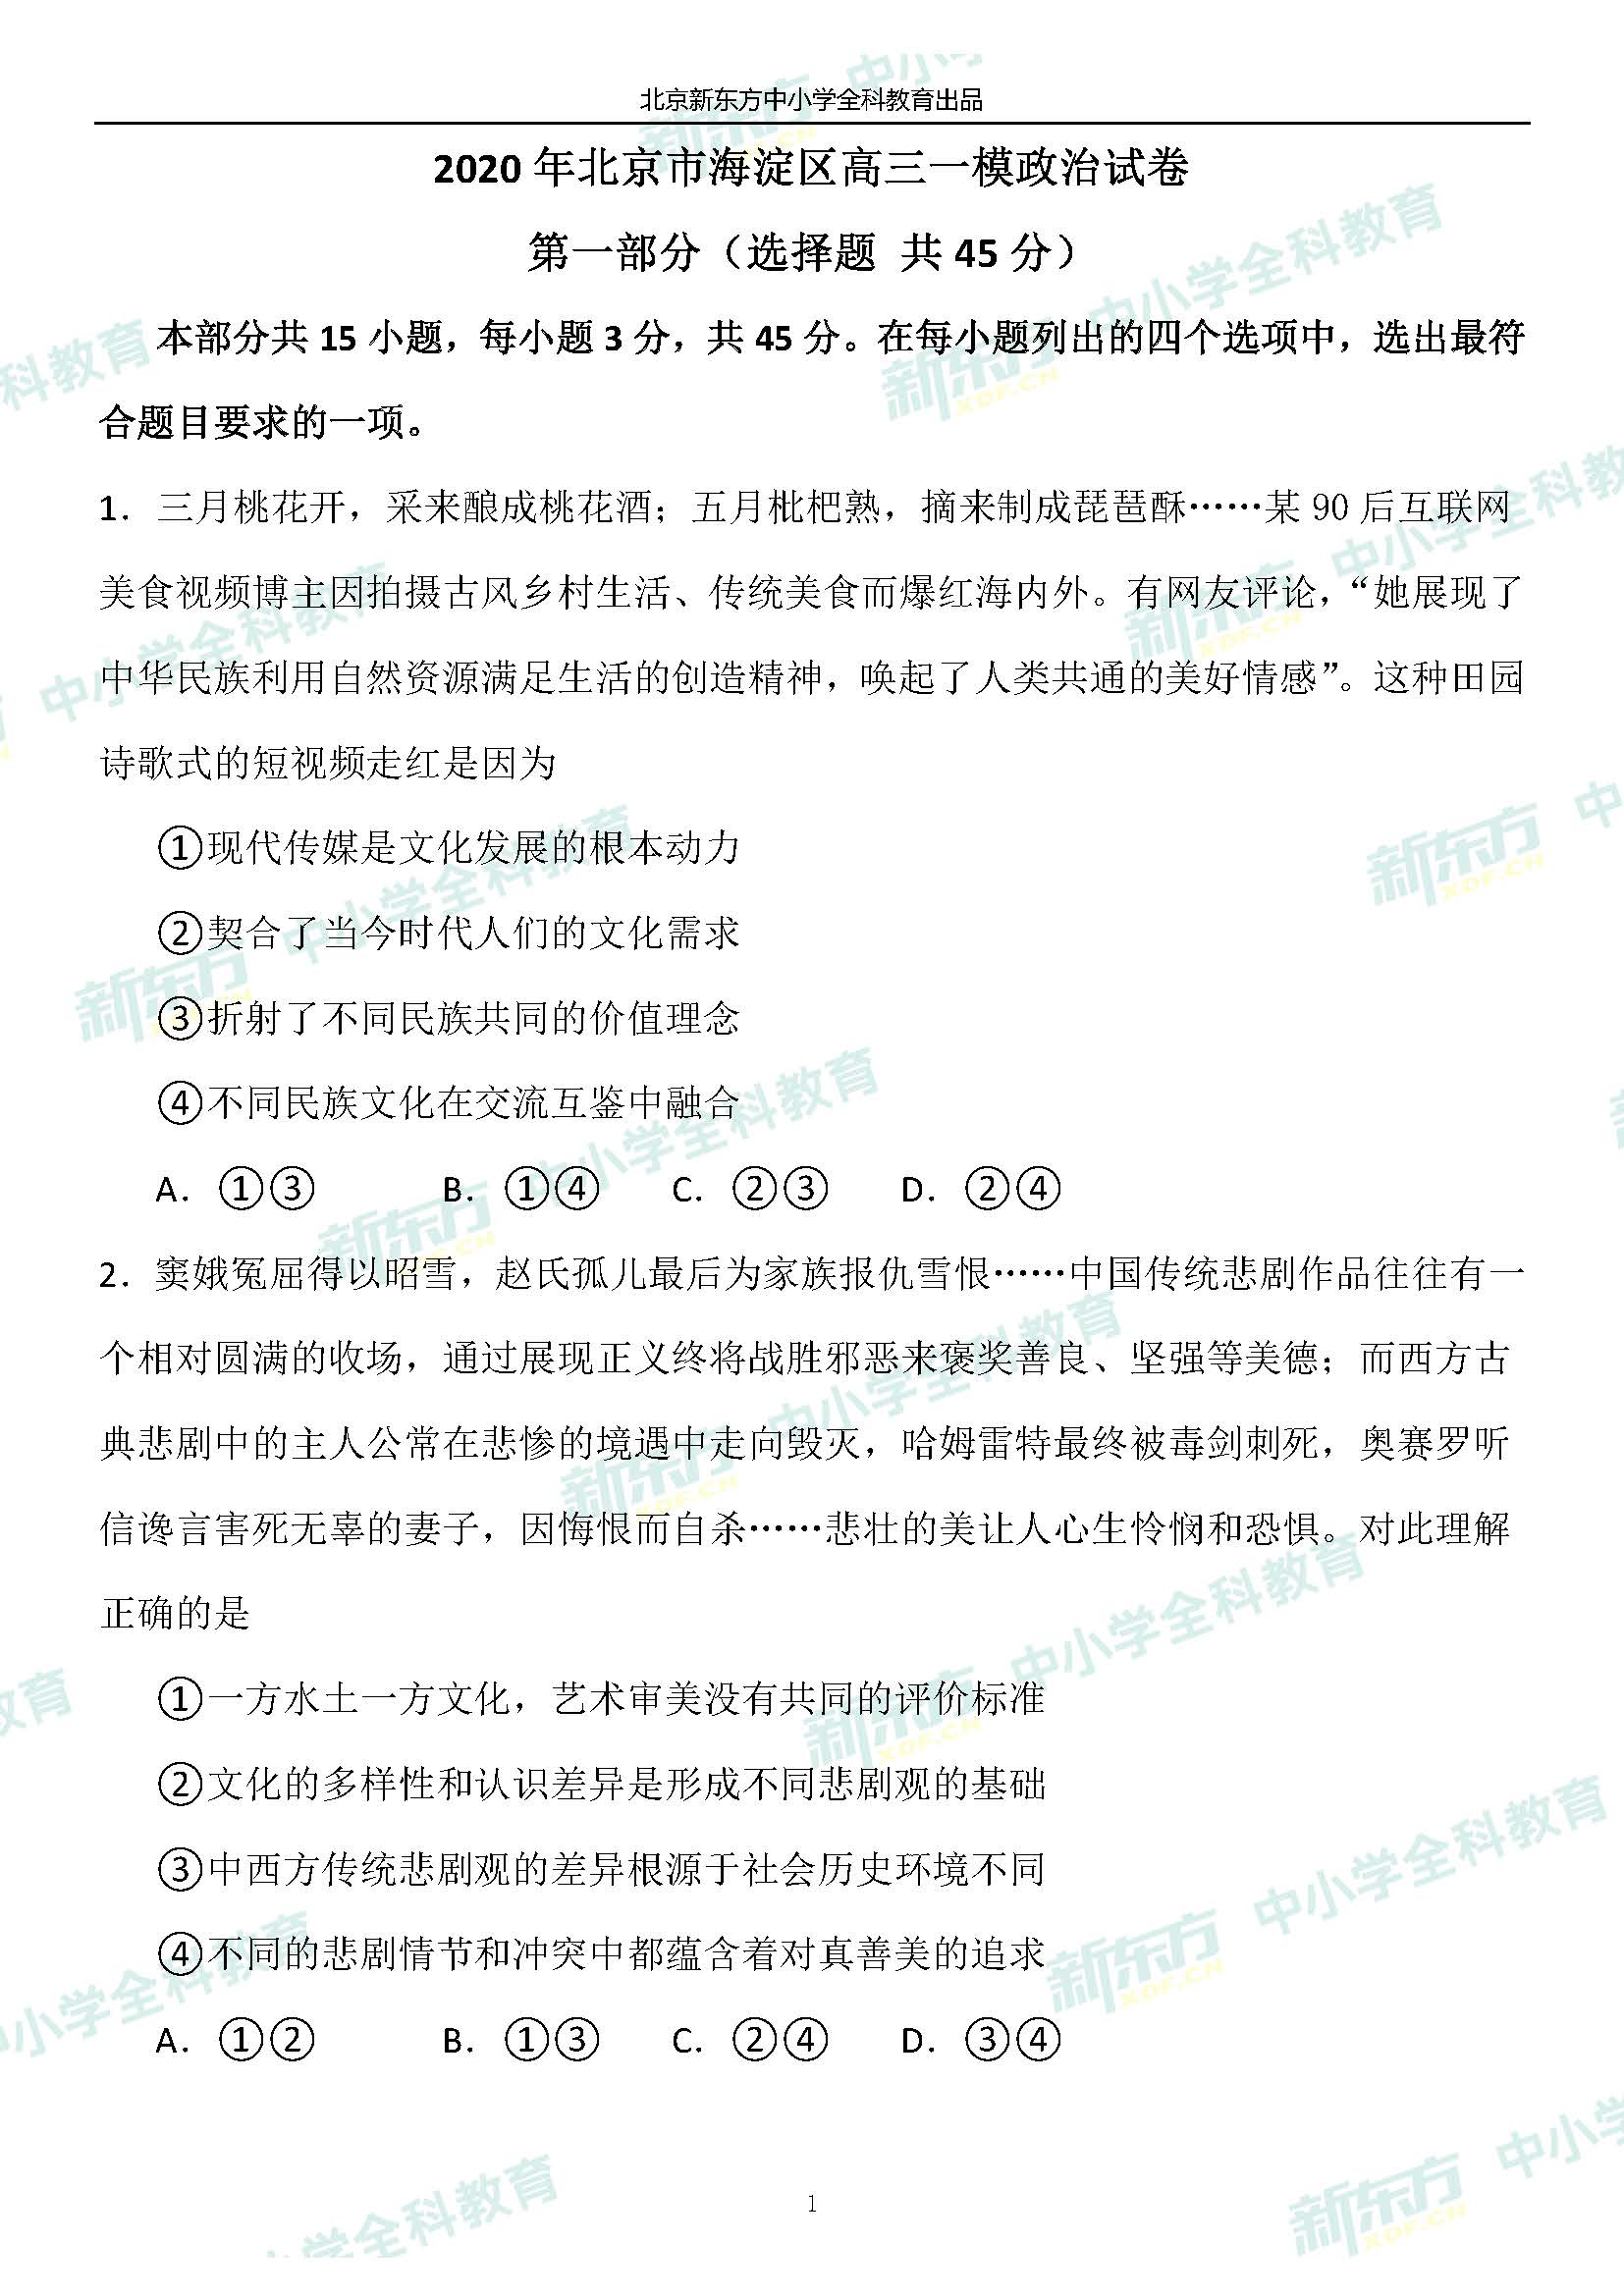 北京新东方中小学全科教育出品
2020 年北京市海淀区高三一模政治试卷
第一部分（选择题 共 45 分）
本部分共 15 小题，每小题 3 分，共 45 分。在每小题列出的四个选项中，选出最符
合题目要求的一项。
1．三月桃花开，采来酿成桃花酒；五月枇杷熟，摘来制成琵琶酥……某 90 后互联网
美食视频博主因拍摄古风乡村生活、传统美食而爆红海内外。有网友评论，“她展现了
中华民族利用自然资源满足生活的创造精神，唤起了人类共通的美好情感”。这种田园
诗歌式的短视频走红是因为
①现代传媒是文化发展的根本动力
②契合了当今时代人们的文化需求
③折射了不同民族共同的价值理念
④不同民族文化在交流互鉴中融合
A．①③ B．①④ C．②③ D．②④
2．窦娥冤屈得以昭雪，赵氏孤儿最后为家族报仇雪恨……中国传统悲剧作品往往有一
个相对圆满的收场，通过展现正义终将战胜邪恶来褒奖善良、坚强等美德；而西方古
典悲剧中的主人公常在悲惨的境遇中走向毁灭，哈姆雷特最终被毒剑刺死，奥赛罗听
信谗言害死无辜的妻子，因悔恨而自杀……悲壮的美让人心生怜悯和恐惧。对此理解
正确的是
①一方水土一方文化，艺术审美没有共同的评价标准
②文化的多样性和认识差异是形成不同悲剧观的基础
③中西方传统悲剧观的差异根源于社会历史环境不同
④不同的悲剧情节和冲突中都蕴含着对真善美的追求
A．①② B．①③ C．②④ D．③④
1
新东方 XDF.CN 中小学全科教育